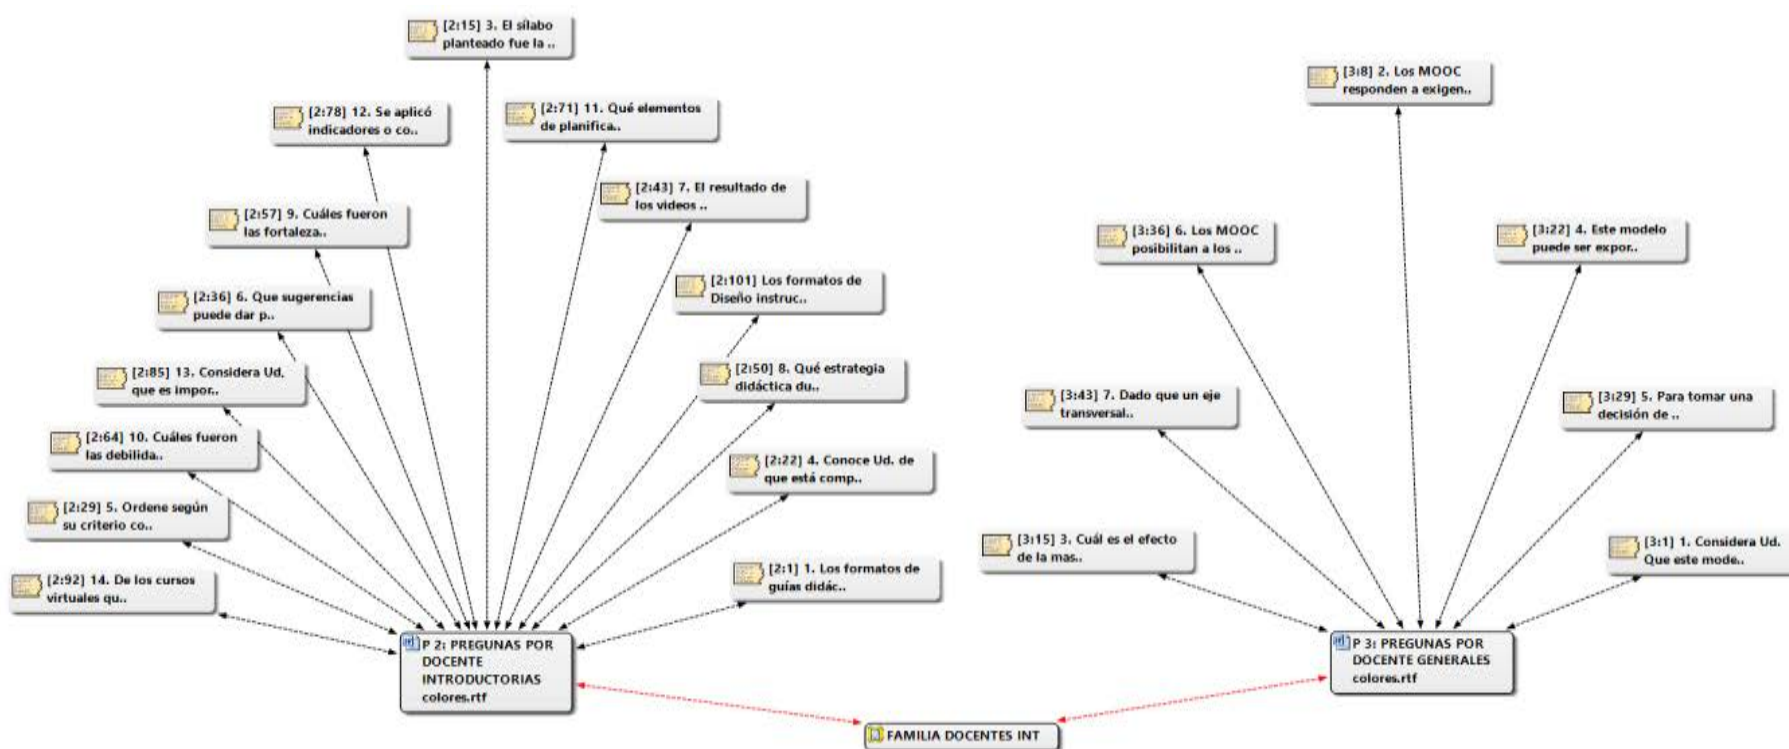 [2:15] 3. El sílabo
planteado fue la ..
[2:78] 12. Se aplicó
indicadores o co..
[2:71] 11. Qué elementos
de planifica..
[2:57] 9. Cuáles fueron
las fortaleza..
[2:43] 7. El resultado de
los videos ..
[2:36] 6. Que sugerencias
puede dar p..
[2:101] Los formatos de
Diseño instruc..
[2:85] 13. Considera Ud.
que es impor..
[2:50] 8. Qué estrategia
didáctica du..
[2:64] 10. Cuáles fueron
las debilida..
[2:22] 4. Conoce Ud. de
que está comp..
[2:29] 5. Ordene según
su criterio co..
[2:92] 14. De los cursos
virtuales qu..
[2:1] 1. Los formatos de
guías didác..
P 2: PREGUNAS POR
DOCENTE
INTRODUCTORIAS
colores.rtf
[3:8] 2. Los MOOC
responden a exigen..
[3:36] 6. Los MOOC
posibilitan a los ..
[3:22] 4. Este modelo
puede ser expor..
[3:43] 7. Dado que un eje
transversal..
[3:29] 5. Para tomar una
decisión de ..
[3:15] 3. Cuál es el efecto
de la mas..
[3:1] 1. Considera Ud.
Que este mode..
P 3: PREGUNAS POR
DOCENTE GENERALES
colores.rtf
FAMILIA DOCENTES INT